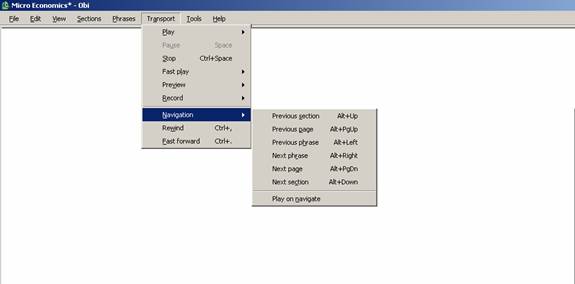 Micro Economics* - Obi
File Edit View Sections Phrases Transport Tools Help
Play
Pause Space
Stop Ctrl+Space
Fast play
Preview
Record
Navigation
Rewind Ctrl+,
Fast forward Ctrl+.
Previous section Alt+Up
Previous page Alt+PgUp
Previous phrase Alt+Left
Next phrase Alt+Right
Next page Alt+PgDn
Next section Alt+Down
Play on navigate